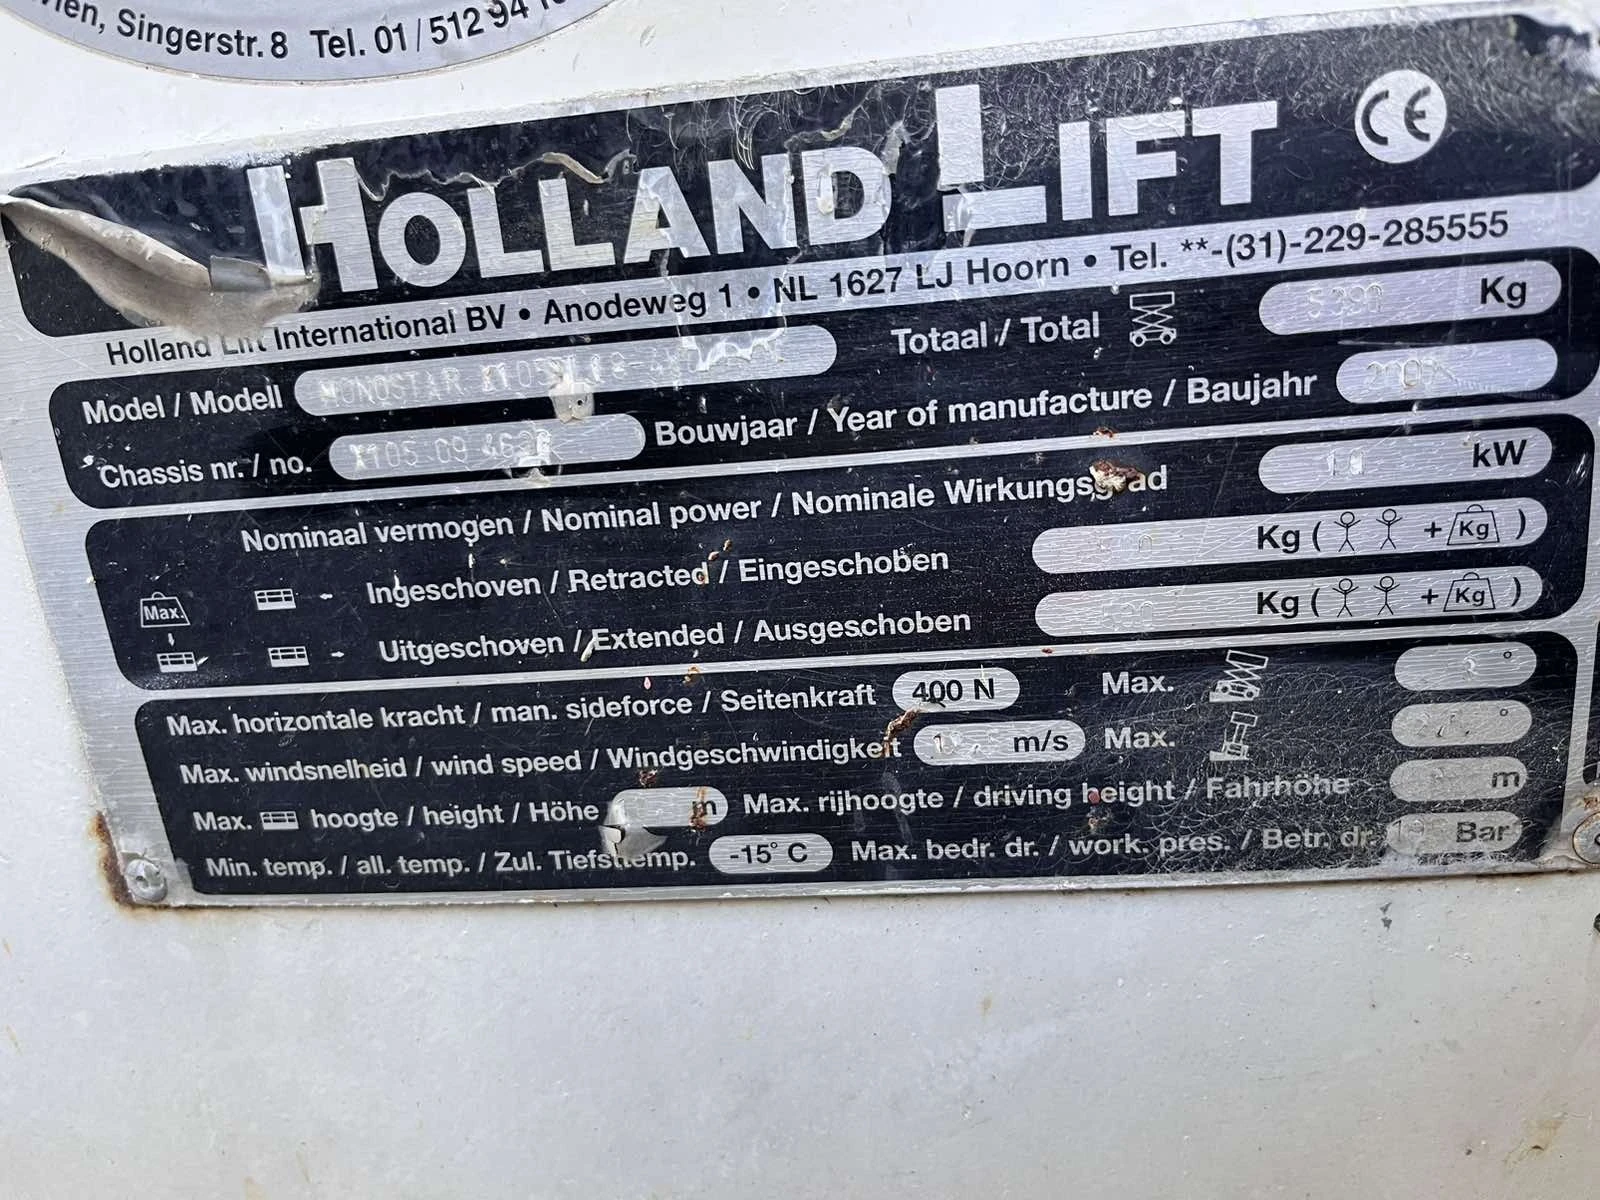 Singerstr. 8 Tel. 01 / 512 94
HOLLAND LIFT CE
Holland Lift International BV • Anodeweg 1 • NL 1627 LJ Hoorn • Tel. **-(31)-229-285555
Model / Modell MONOSTAR Totaal / Total Kg
Chassis nr. / no. X105 09 Bouwjaar / Year of manufacture / Baujahr
Nominaal vermogen / Nominal power / Nominale Wirkungsgrad kW
Max. Ingeschoven / Retracted / Eingeschoben Kg ( + Kg )
Uitgeschoven / Extended / Ausgeschoben Kg ( + Kg )
Max. horizontale kracht / man. sideforce / Seitenkraft 400 N Max. °
Max. windsnelheid / wind speed / Windgeschwindigkeit m/s Max. °
Max. hoogte / height / Höhe m Max. rijhoogte / driving height / Fahrhöhe m
Min. temp. / all. temp. / Zul. Tiefsttemp. -15° C Max. bedr. dr. / work. pres. / Betr. dr. Bar